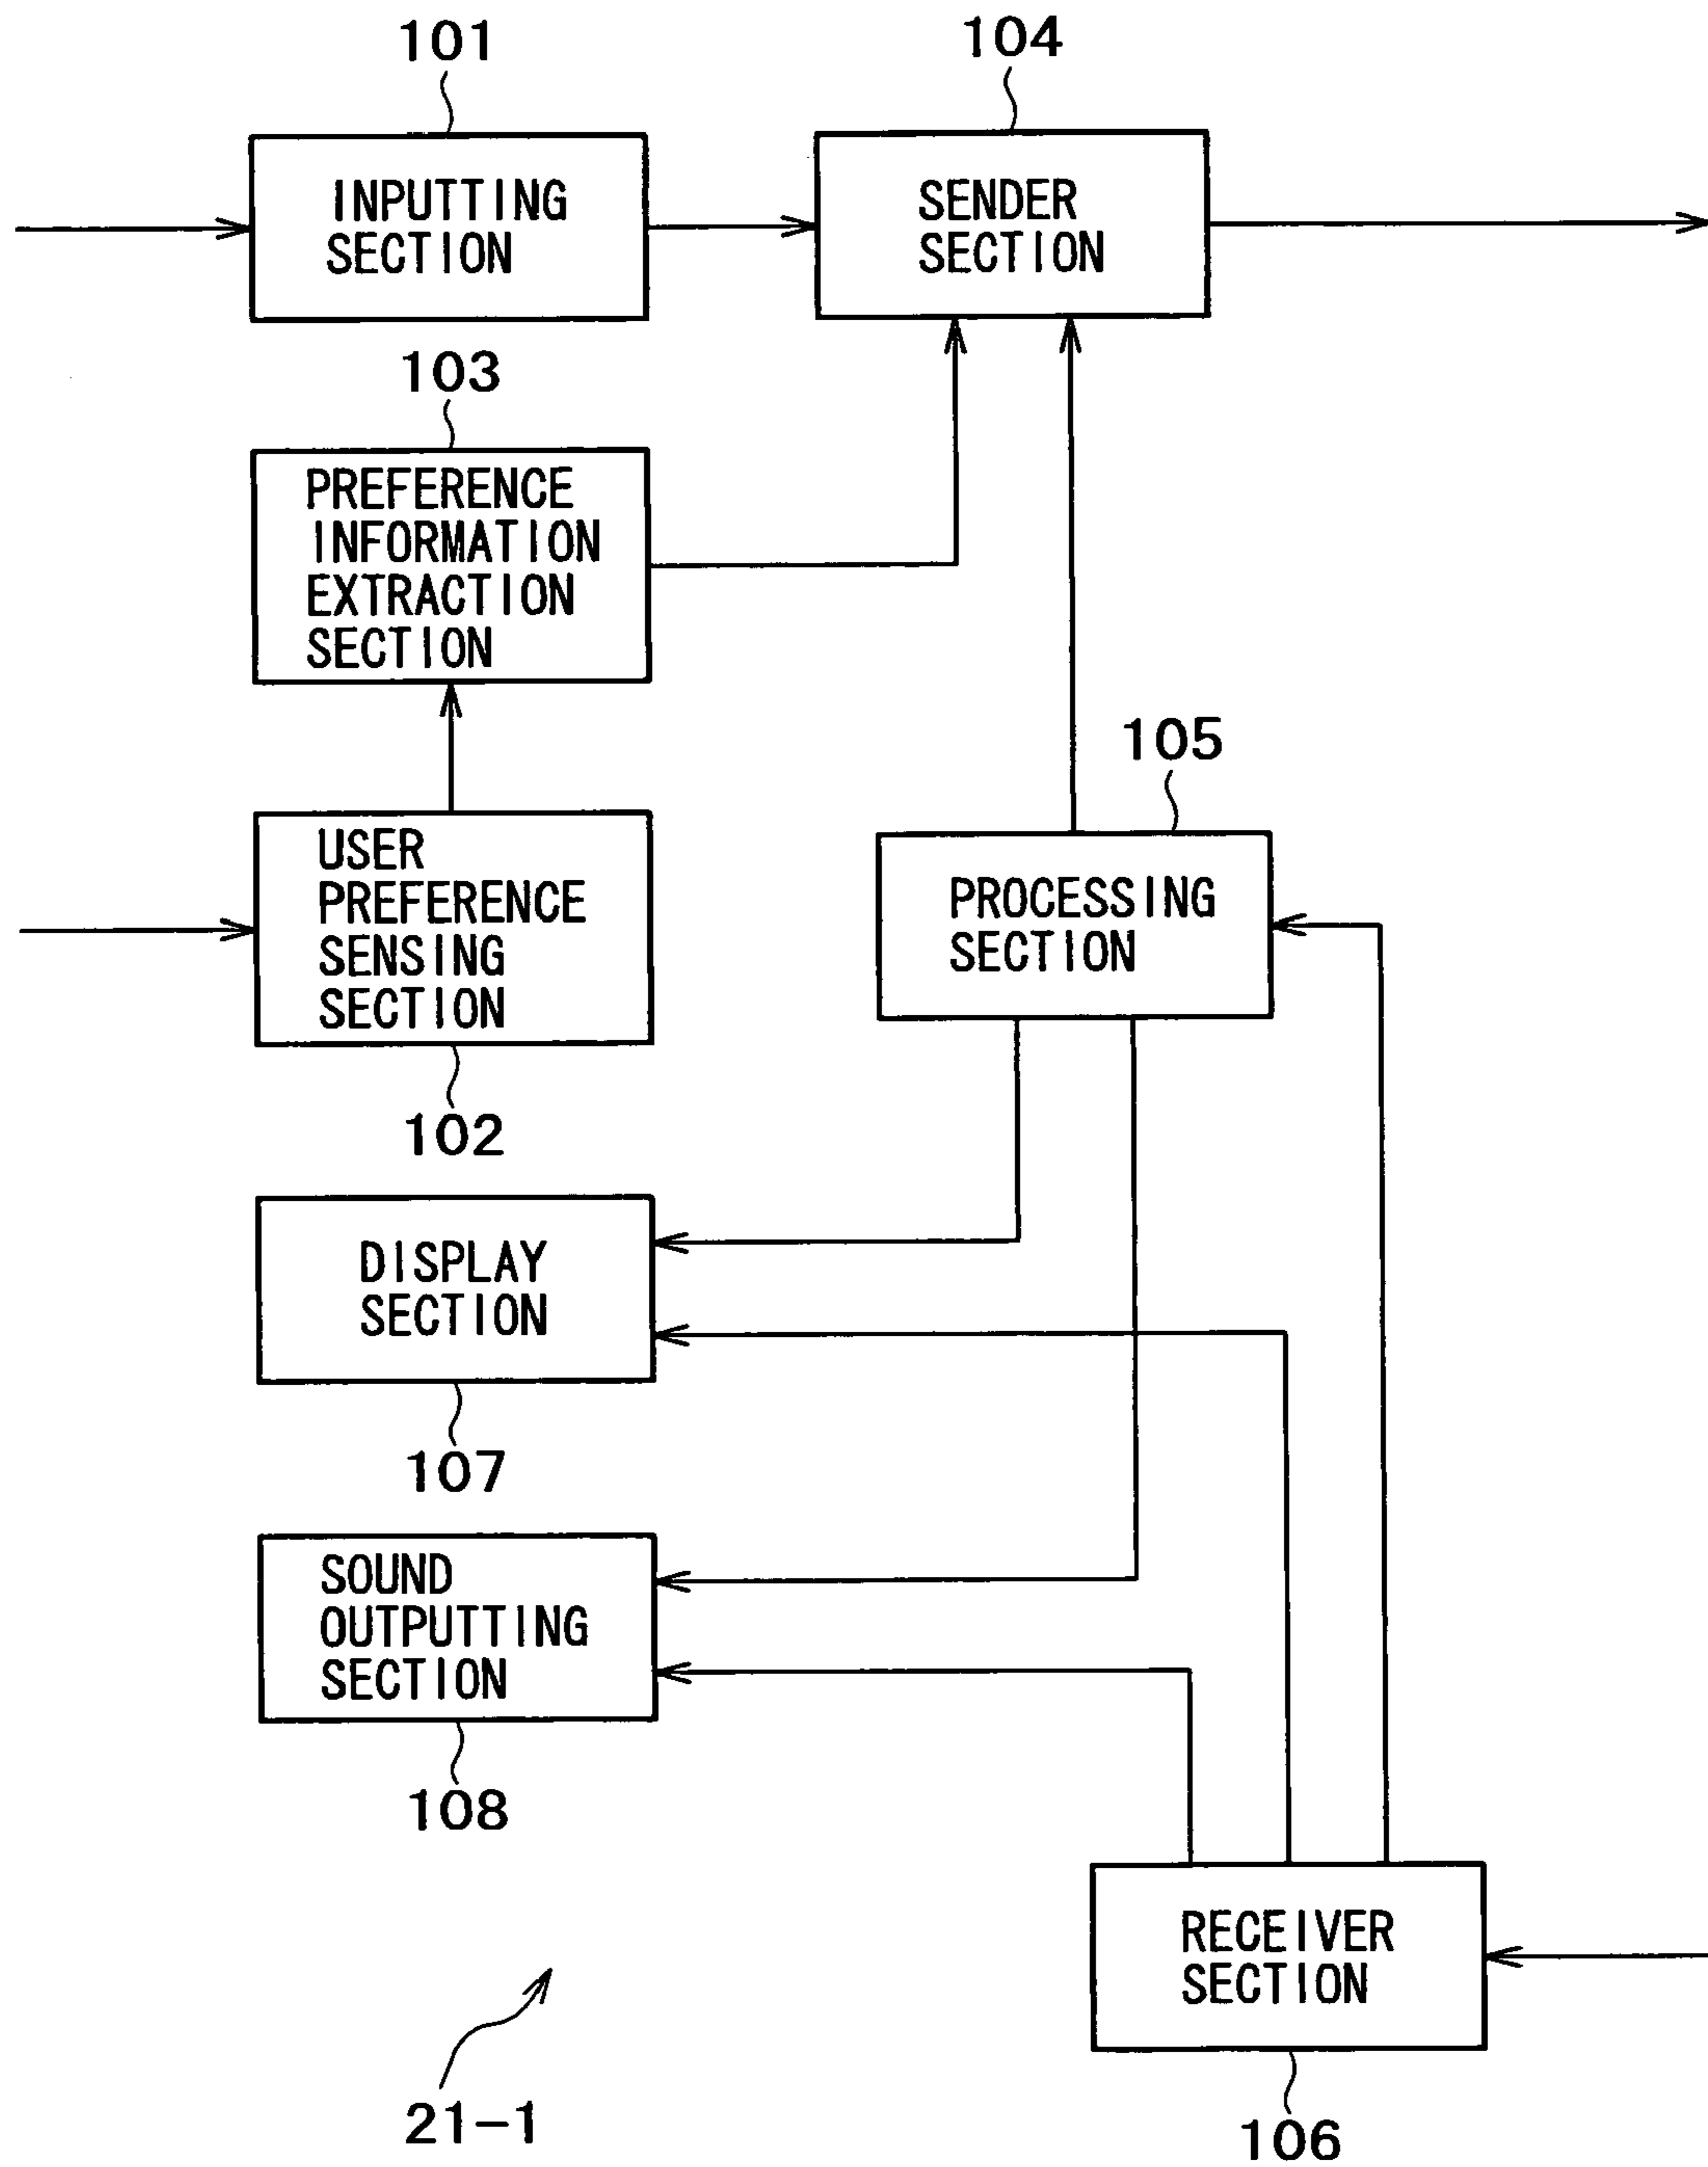 101
104
INPUTTING
SECTION
SENDER
SECTION
103
PREFERENCE
INFORMATION
EXTRACTION
SECTION
105
USER
PREFERENCE
SENSING
SECTION
PROCESSING
SECTION
102
DISPLAY
SECTION
107
SOUND
OUTPUTTING
SECTION
108
RECEIVER
SECTION
21-1
106